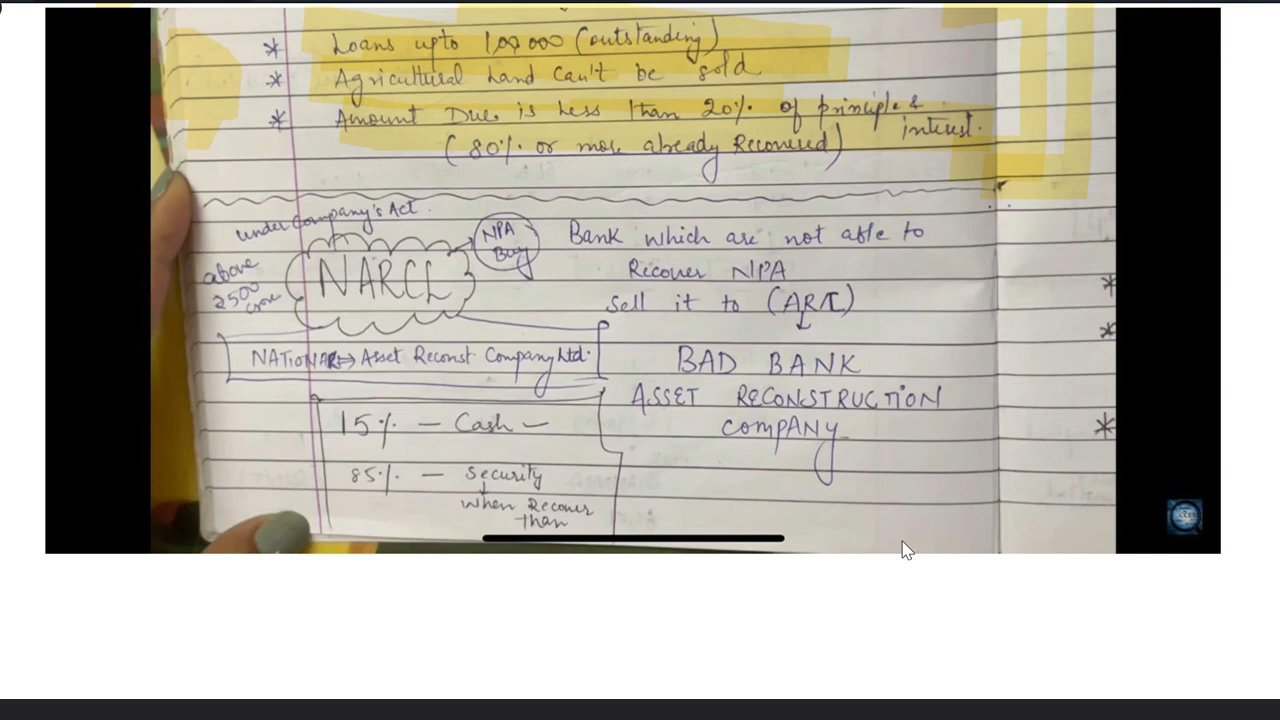 * Loans upto 1,00000 (outstanding)
* Agricultural Land Can't be sold
* Amount Due is Less than 20% of principle & interest.
(80% or more already Recovered)
under Company's Act.
NARCL
above 2500 crore
NPA Buy
NATIONAL Asset Reconst Company Ltd.
15% – Cash –
85% – Security
when Recover than
Bank which are not able to
Recover NPA
Sell it to (ARC)
BAD BANK
ASSET RECONSTRUCTION
COMPANY
*
*
*